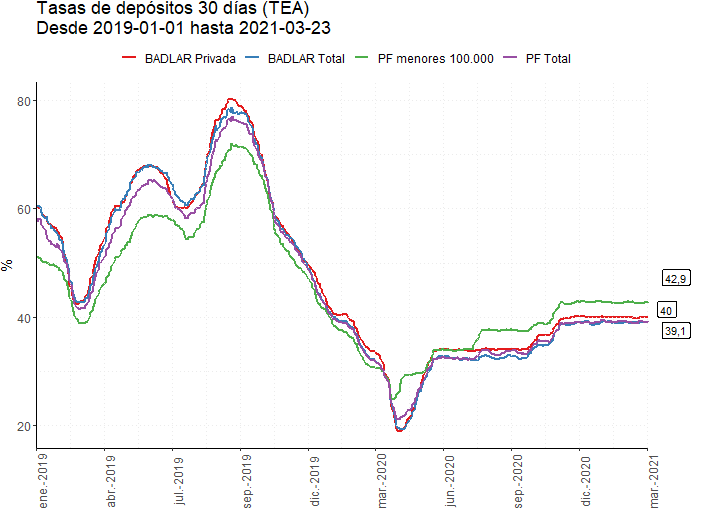 Tasas de depósitos 30 días (TEA)
Desde 2019-01-01 hasta 2021-03-23
BADLAR Privada BADLAR Total PF menores 100.000 PF Total
%
80
60
40
20
42,9
40
39,1
ene.-2019 abr.-2019 jul.-2019 sep.-2019 dic.-2019 mar.-2020 jun.-2020 sep.-2020 dic.-2020 mar.-2021